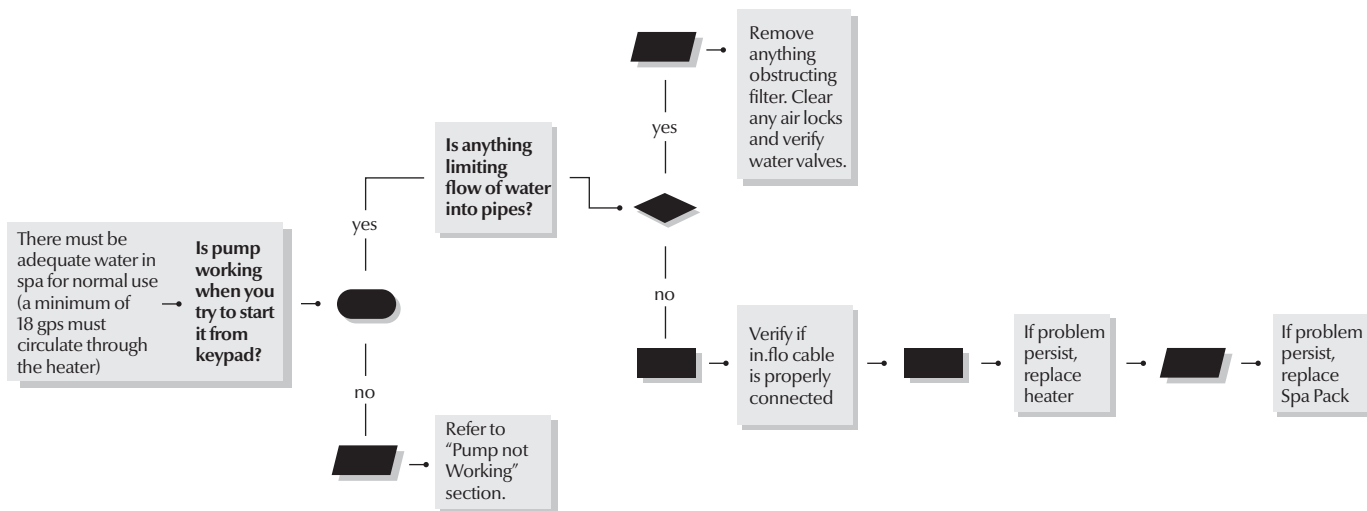 There must be
adequate water in
spa for normal use
(a minimum of
18 gps must
circulate through
the heater)
Is pump
working
when you
try to start
it from
keypad?
yes
Is anything
limiting
flow of water
into pipes?
yes
Remove
anything
obstructing
filter. Clear
any air locks
and verify
water valves.
no
Verify if
in.flo cable
is properly
connected
If problem
persist,
replace
heater
If problem
persist,
replace
Spa Pack
no
Refer to
“Pump not
Working”
section.